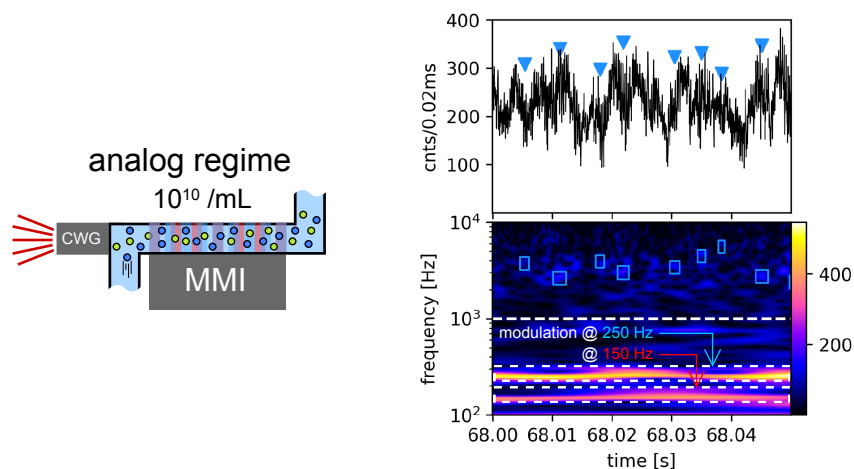 analog regime
10¹⁰ /mL
CWG
MMI
400
300
200
100
cnts/0.02ms
10⁴
10³
10²
frequency [Hz]
modulation @ 250 Hz
@ 150 Hz
400
200
68.00 68.01 68.02 68.03 68.04
time [s]